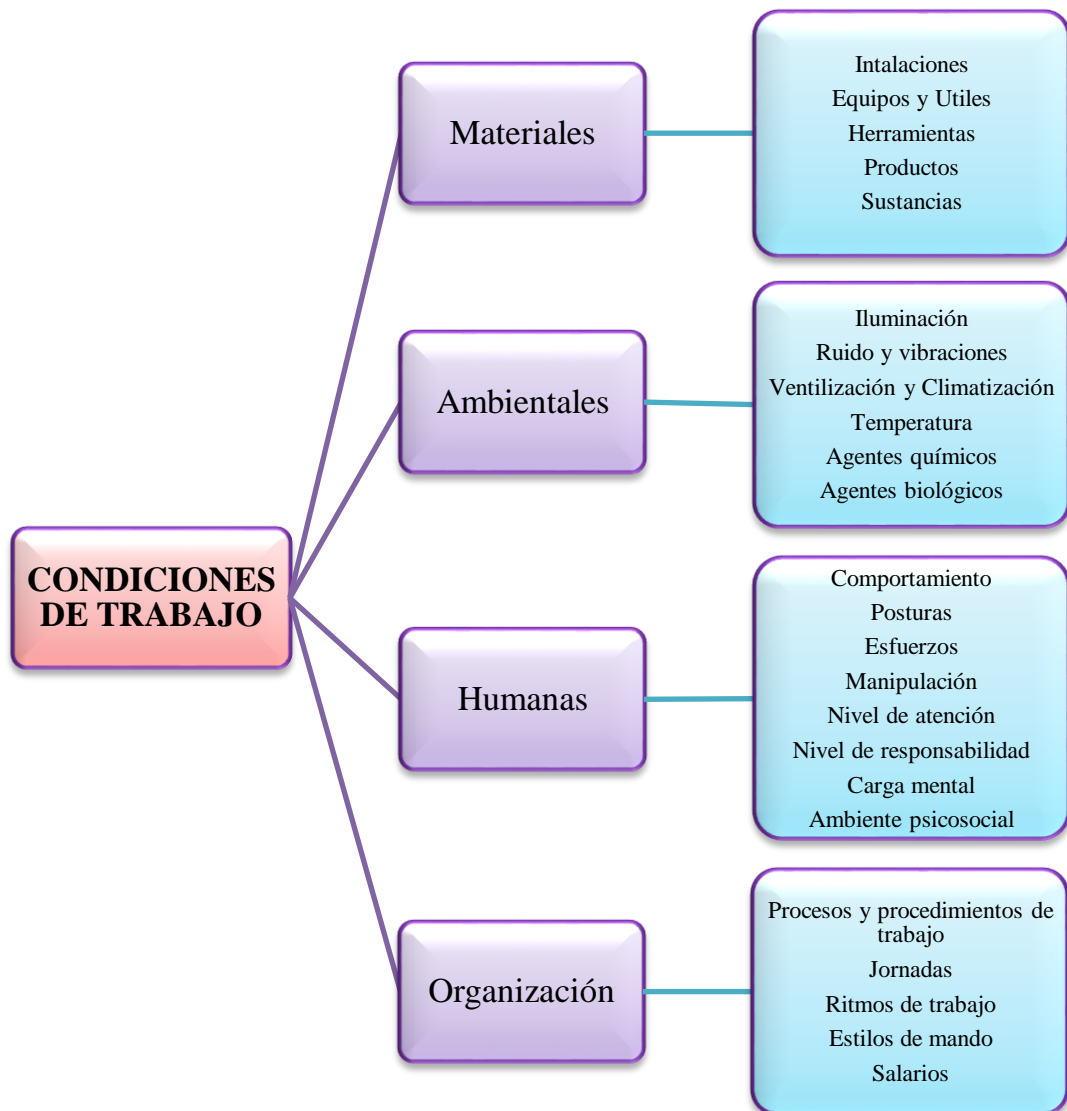 CONDICIONES
DE TRABAJO
Materiales
Intalaciones
Equipos y Utiles
Herramientas
Productos
Sustancias
Ambientales
Iluminación
Ruido y vibraciones
Ventilización y Climatización
Temperatura
Agentes químicos
Agentes biológicos
Humanas
Comportamiento
Posturas
Esfuerzos
Manipulación
Nivel de atención
Nivel de responsabilidad
Carga mental
Ambiente psicosocial
Organización
Procesos y procedimientos de
trabajo
Jornadas
Ritmos de trabajo
Estilos de mando
Salarios